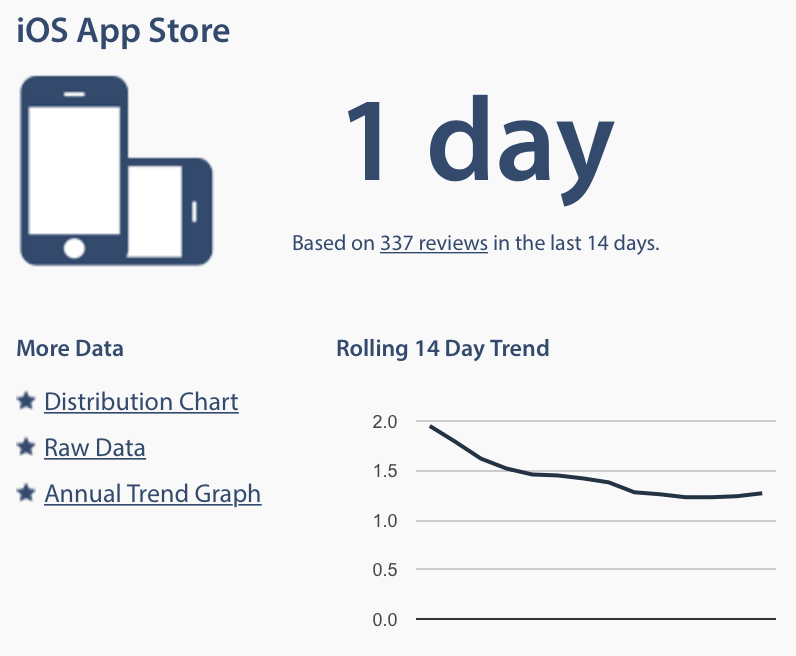 iOS App Store
1 day
Based on 337 reviews in the last 14 days.
More Data
Distribution Chart
Raw Data
Annual Trend Graph
Rolling 14 Day Trend
2.0
1.5
1.0
0.5
0.0